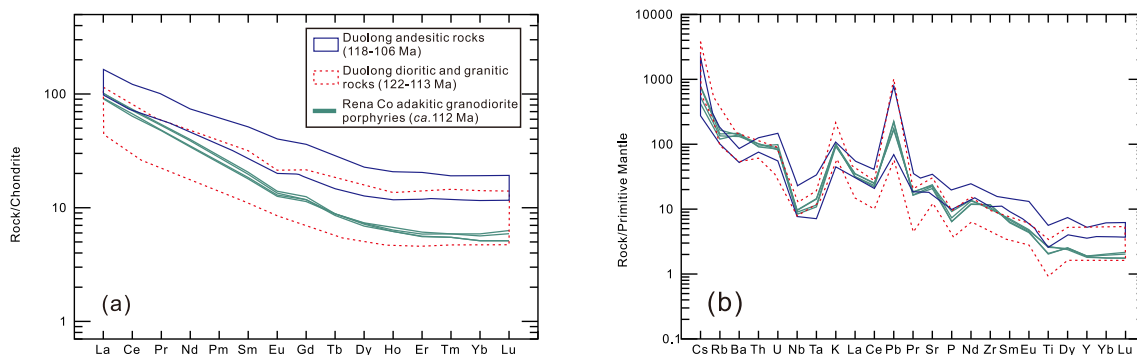 100
10
1
Rock/Chondrite
Duolong andesitic rocks
(118-106 Ma)
Duolong dioritic and granitic
rocks (122-113 Ma)
Rena Co adakitic granodiorite
porphyries (ca. 112 Ma)
(a)
La Ce Pr Nd Pm Sm Eu Gd Tb Dy Ho Er Tm Yb Lu
10000
1000
100
10
1
0.1
Rock/Primitive Mantle
(b)
Cs Rb Ba Th U Nb Ta K La Ce Pb Pr Sr P Nd Zr Sm Eu Ti Dy Y Yb Lu